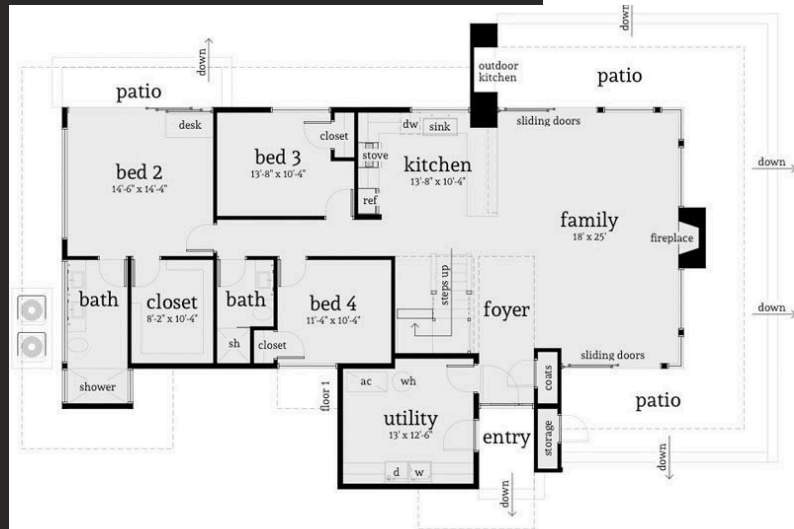 down
down
outdoor
kitchen
patio
patio
desk
closet
dw
sink
sliding doors
bed 2
14'-6" x 14'-4"
bed 3
13'-8" x 10'-4"
stove
kitchen
13'-8" x 10'-4"
down
ref
family
18' x 25'
fireplace
bath
closet
8'-2" x 10'-4"
bath
bed 4
11'-4" x 10'-4"
steps up
foyer
down
sh
closet
sliding doors
shower
floor 1
ac
wh
coats
patio
utility
13' x 12'-6"
entry
storage
down
d
w
down